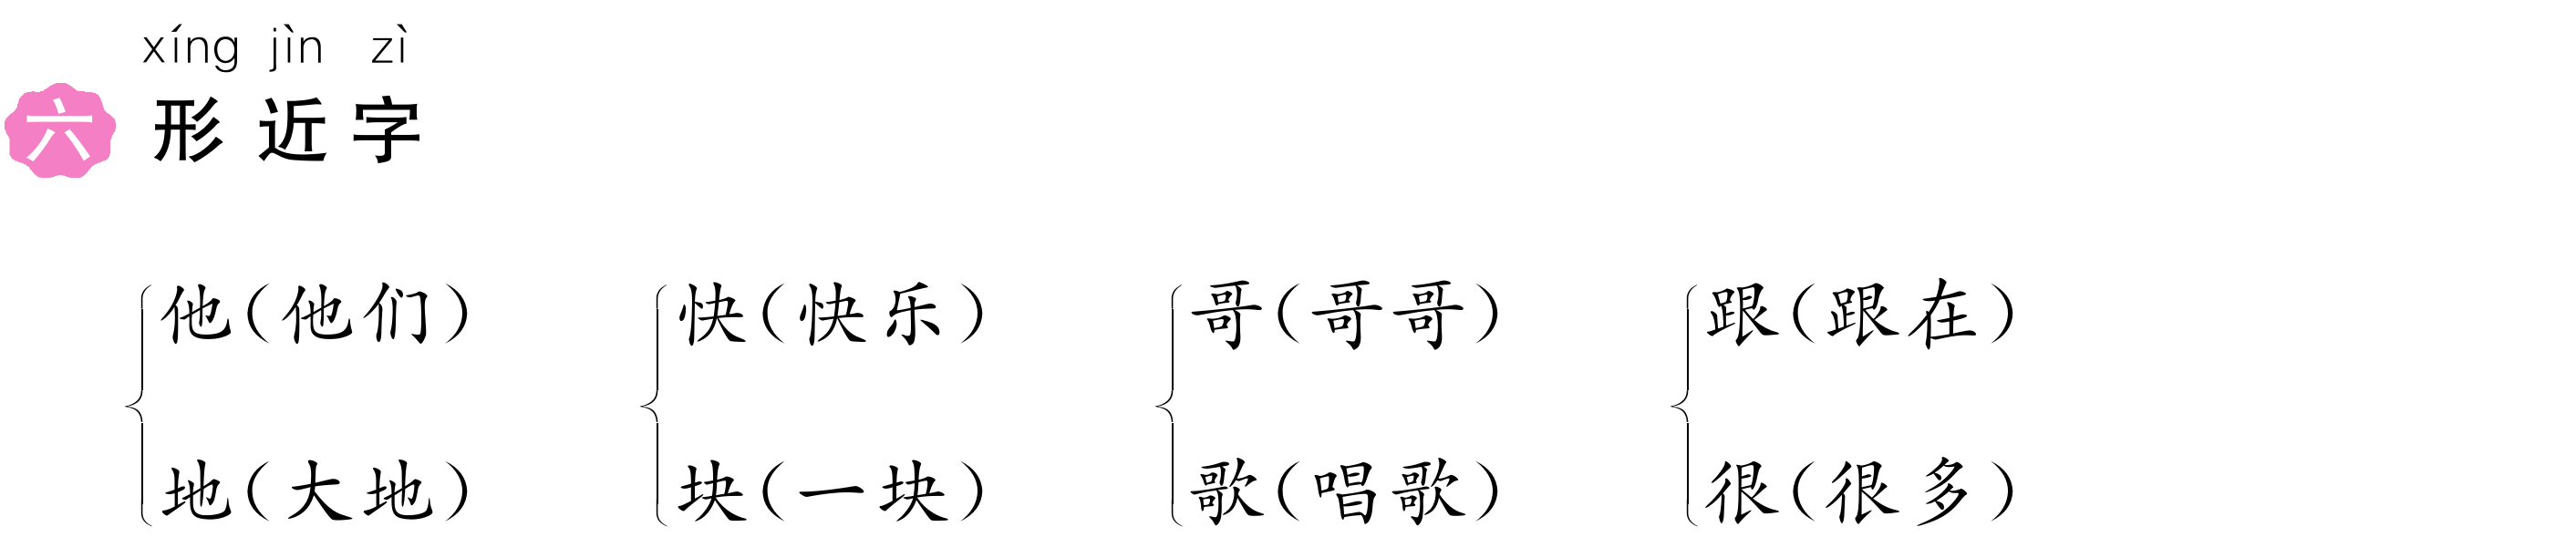 xíng jìn zì
六 形近字
他(他们) 快(快乐) 哥(哥哥) 跟(跟在)
地(大地) 块(一块) 歌(唱歌) 很(很多)